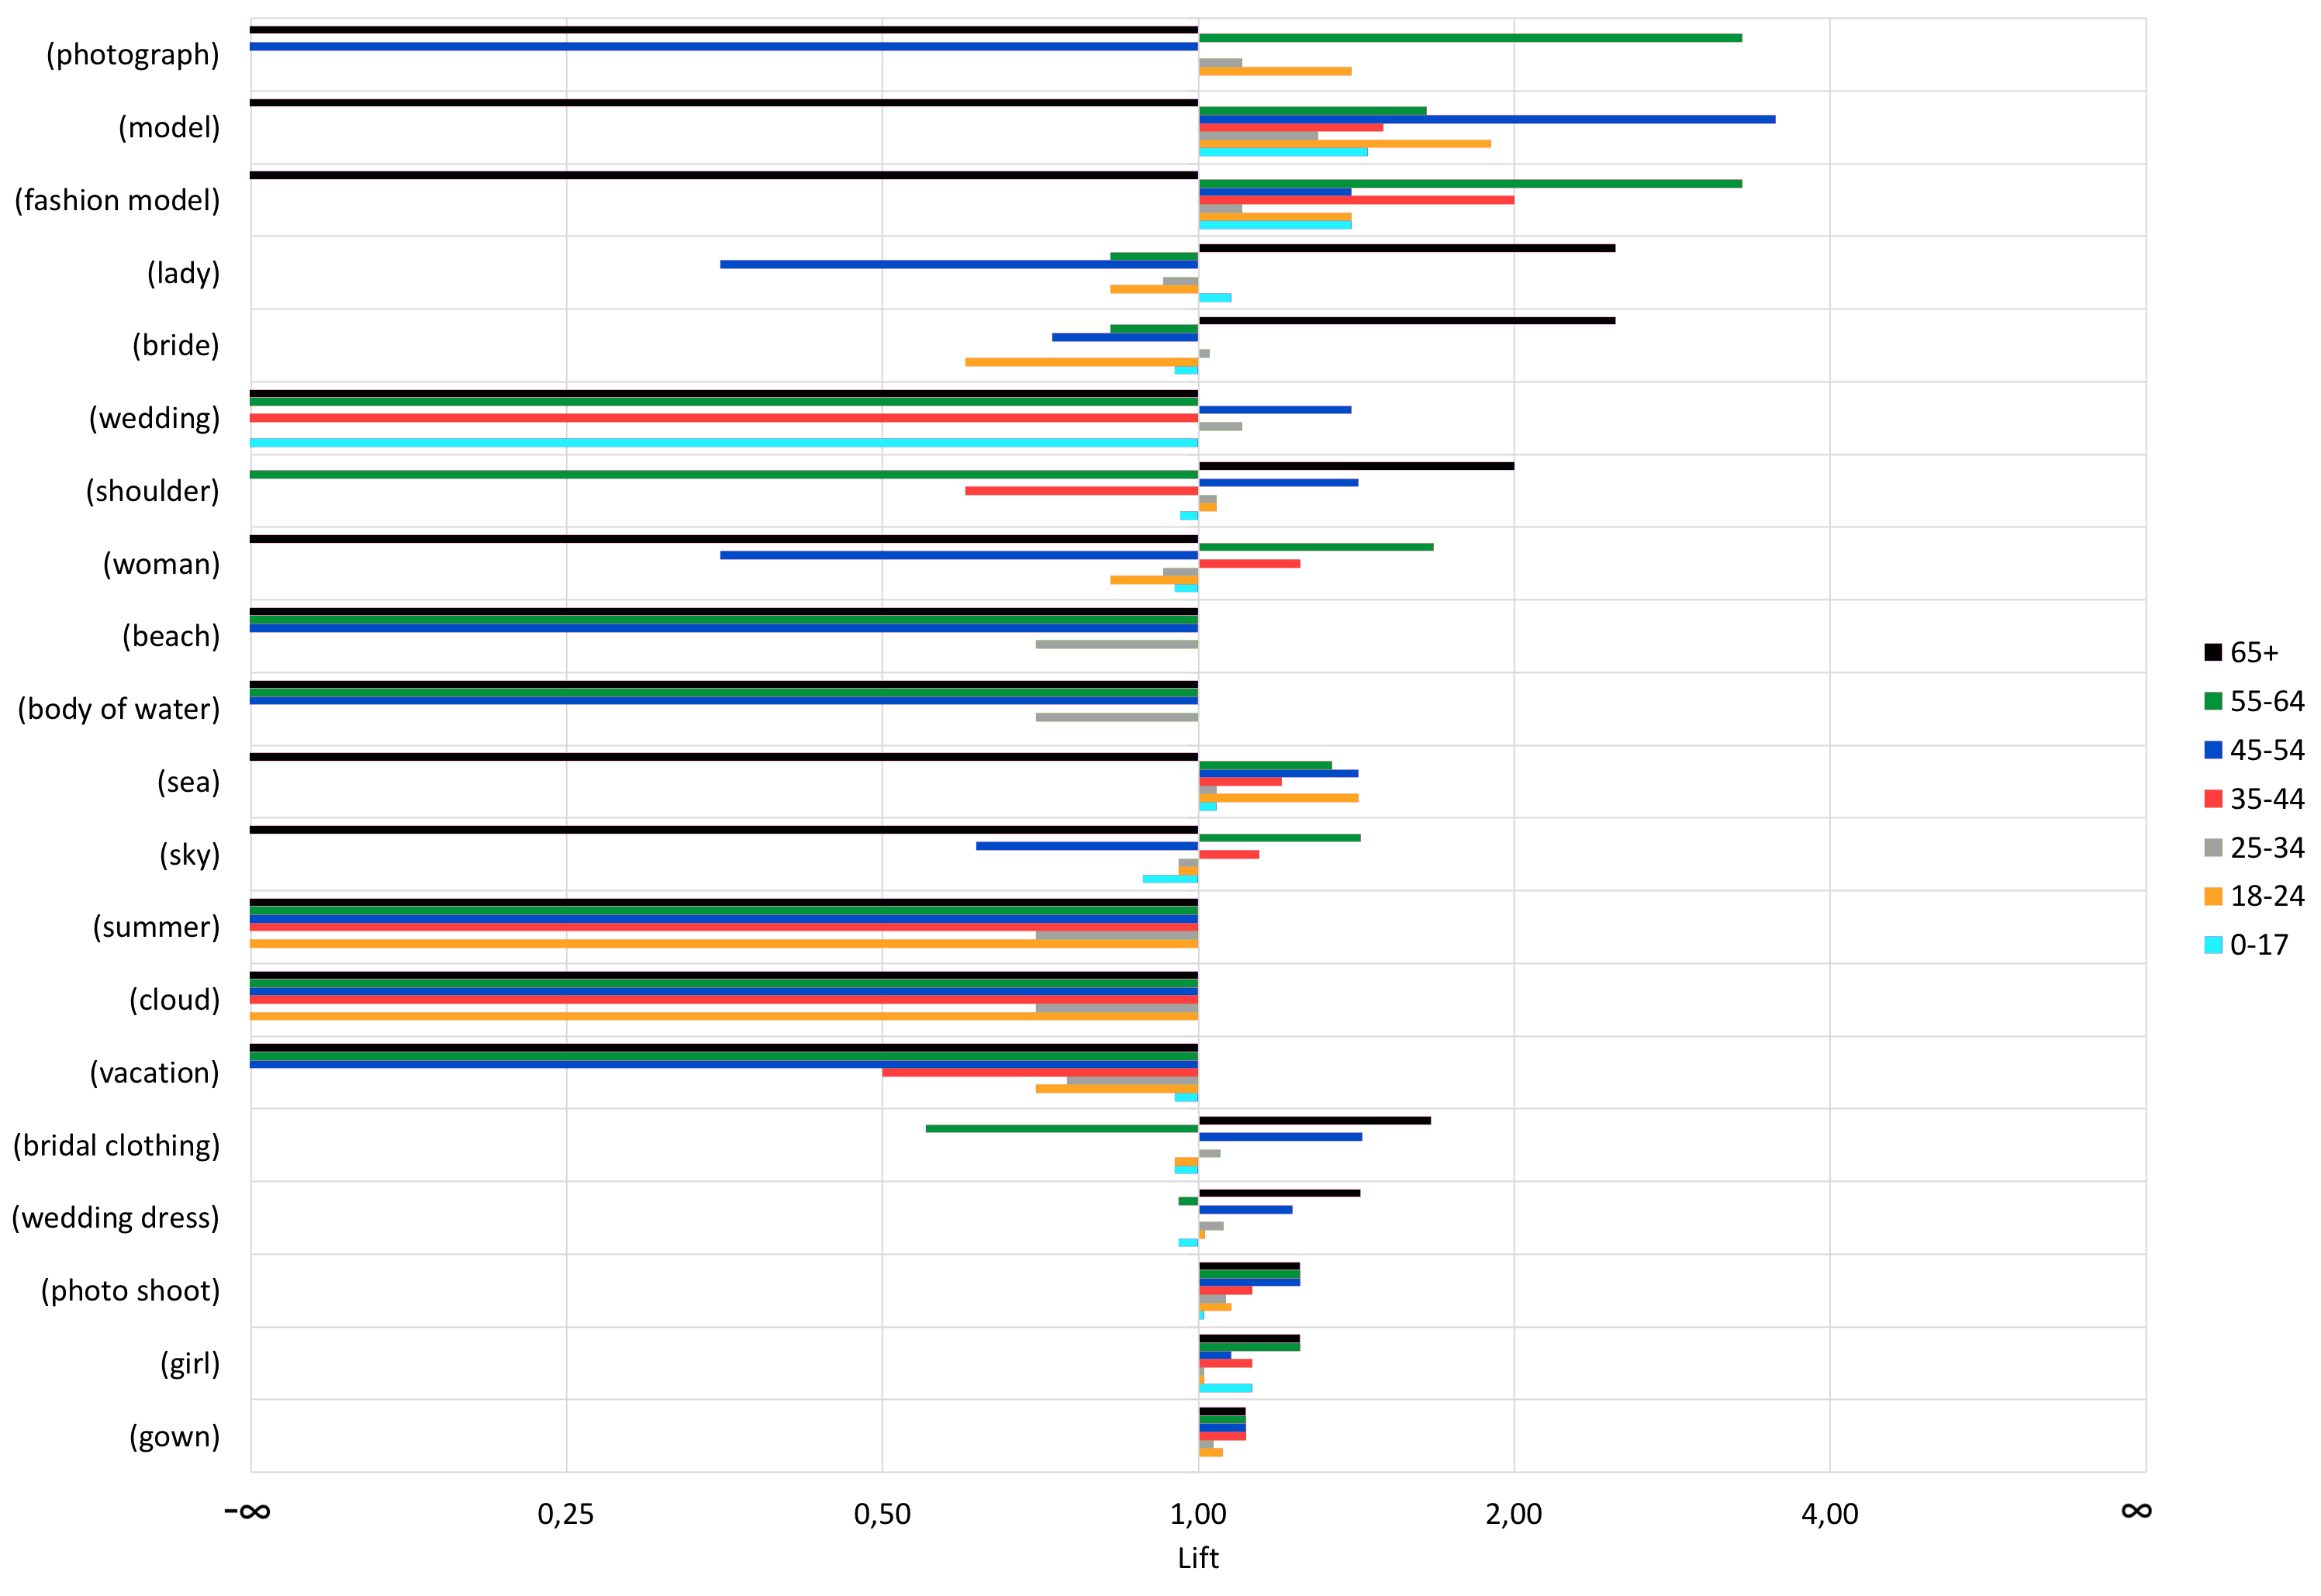 (photograph)
(model)
(fashion model)
(lady)
(bride)
(wedding)
(shoulder)
(woman)
(beach)
(body of water)
(sea)
(sky)
(summer)
(cloud)
(vacation)
(bridal clothing)
(wedding dress)
(photo shoot)
(girl)
(gown)
65+
55-64
45-54
35-44
25-34
18-24
0-17
-∞ 0,25 0,50 1,00 2,00 4,00 ∞
Lift